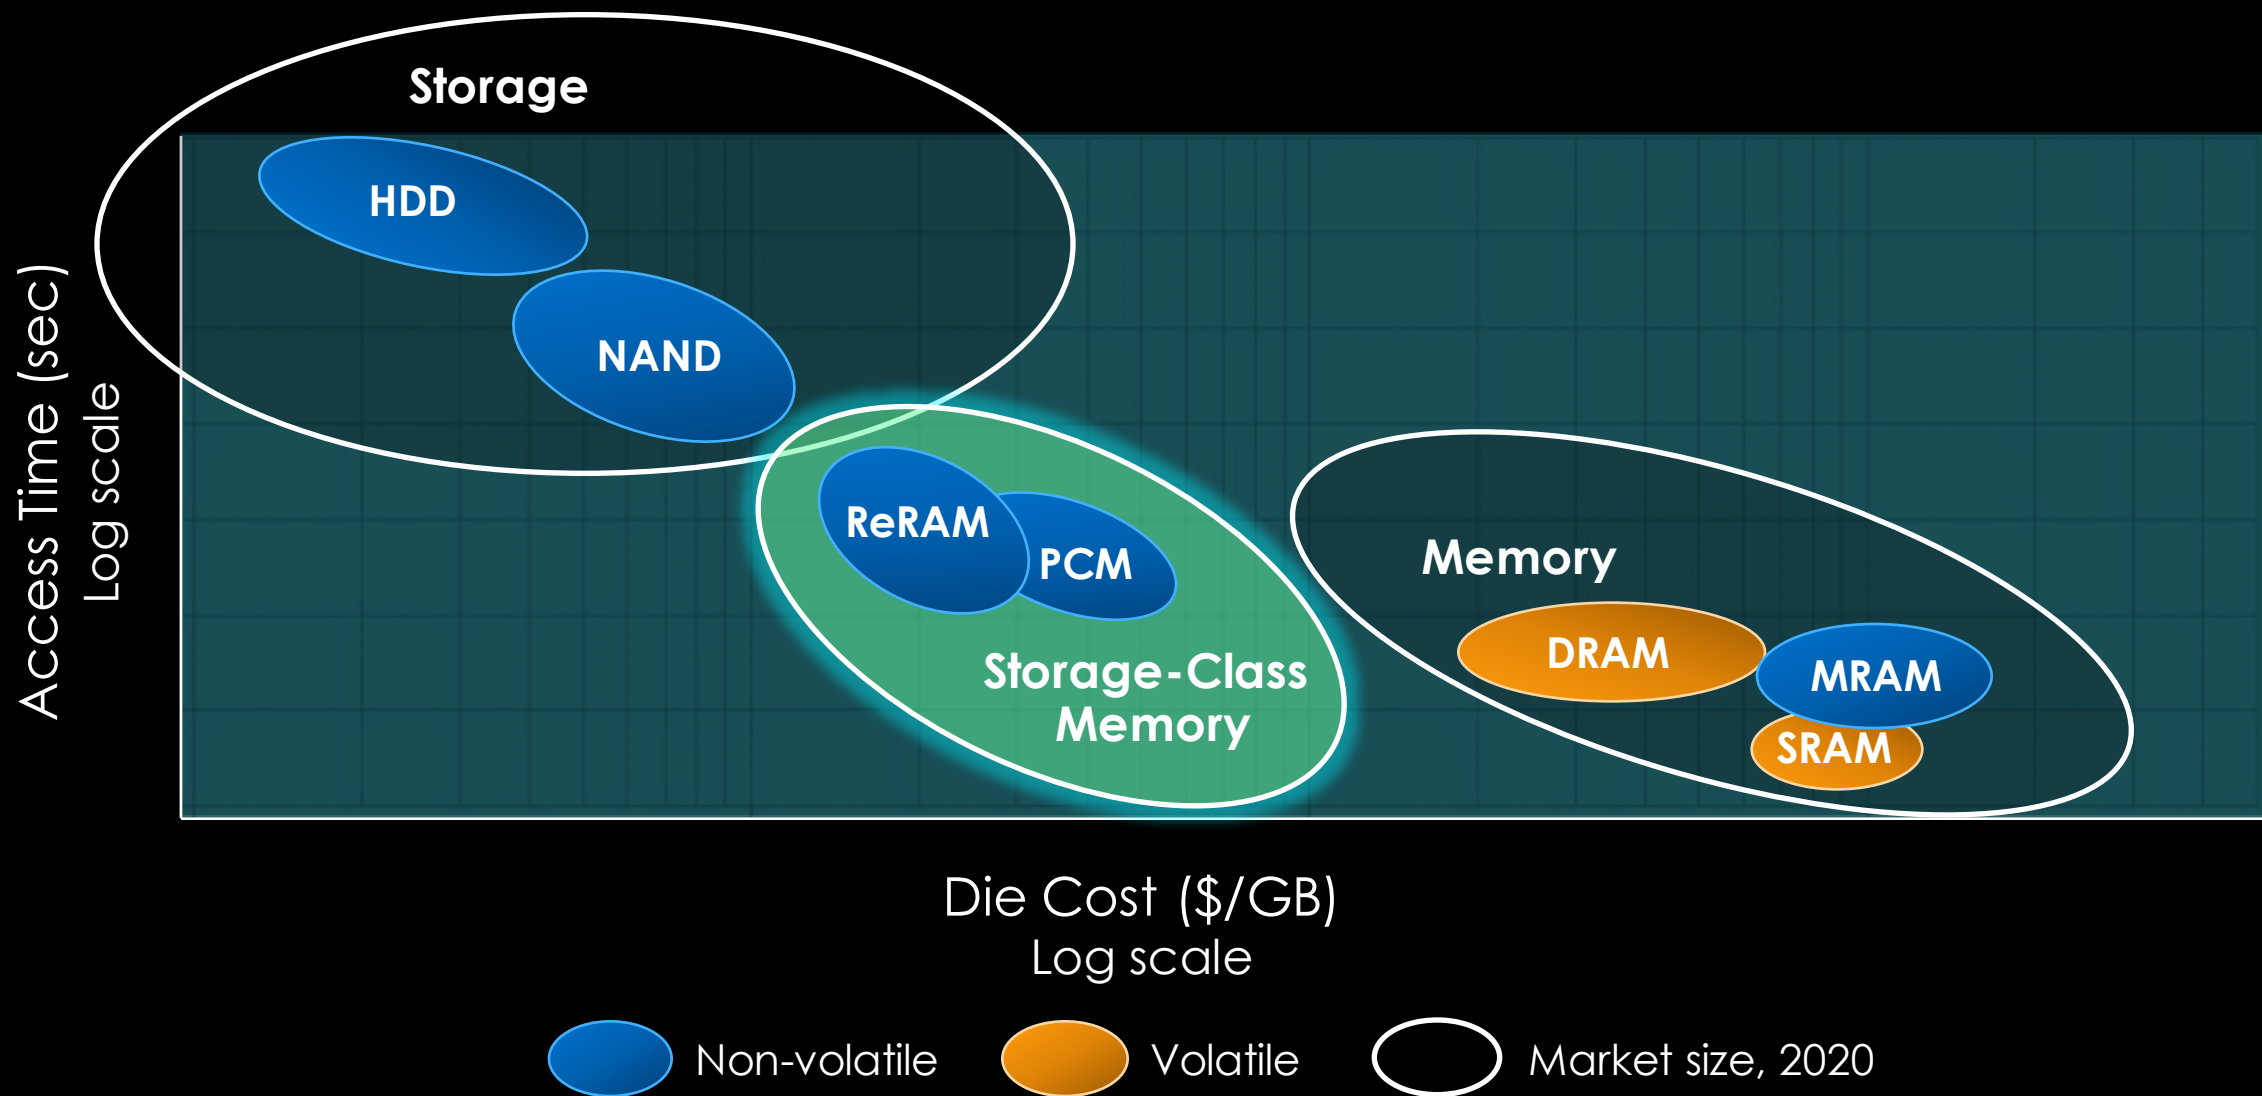 Storage
HDD
NAND
ReRAM
PCM
Storage-Class
Memory
Memory
DRAM
MRAM
SRAM
Access Time (sec)
Log scale
Die Cost ($/GB)
Log scale
Non-volatile
Volatile
Market size, 2020